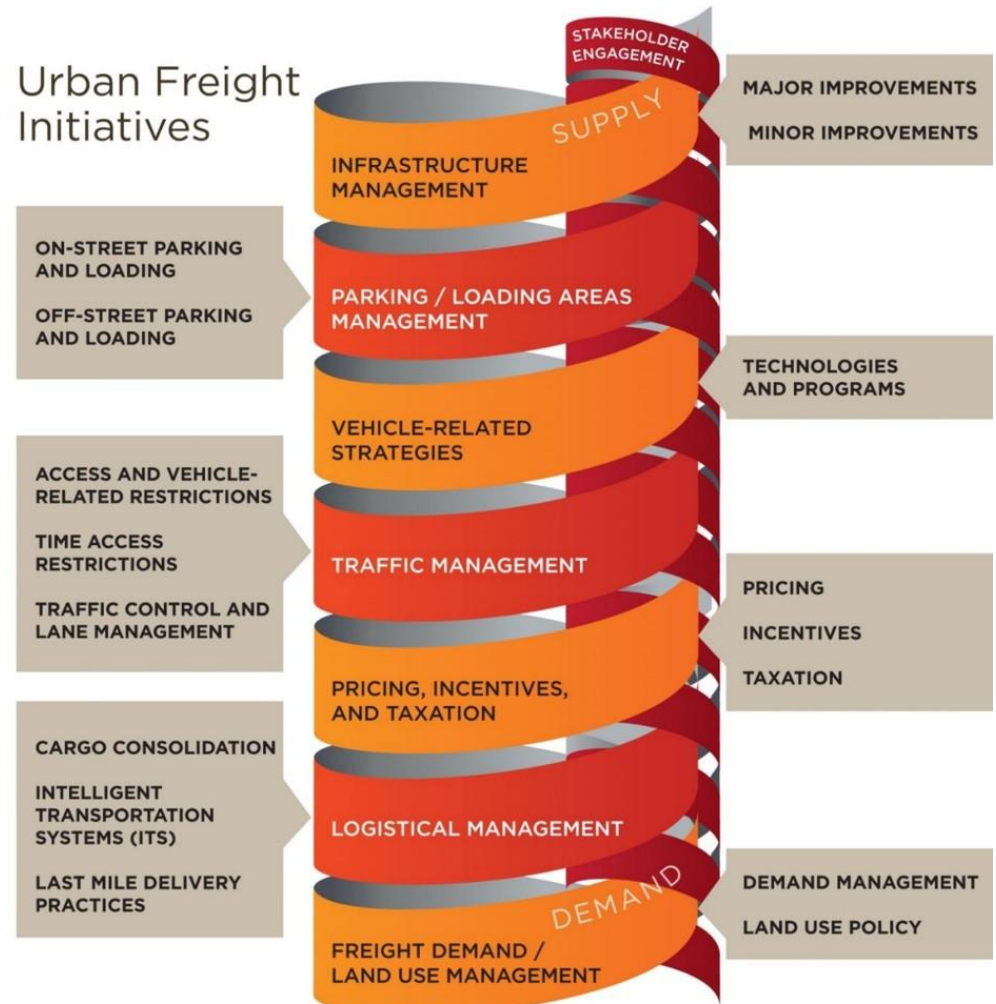 Urban Freight
Initiatives
STAKEHOLDER
ENGAGEMENT
SUPPLY
INFRASTRUCTURE
MANAGEMENT
MAJOR IMPROVEMENTS
MINOR IMPROVEMENTS
ON-STREET PARKING
AND LOADING
OFF-STREET PARKING
AND LOADING
PARKING / LOADING AREAS
MANAGEMENT
VEHICLE-RELATED
STRATEGIES
TECHNOLOGIES
AND PROGRAMS
ACCESS AND VEHICLE-
RELATED RESTRICTIONS
TIME ACCESS
RESTRICTIONS
TRAFFIC CONTROL AND
LANE MANAGEMENT
TRAFFIC MANAGEMENT
PRICING, INCENTIVES,
AND TAXATION
PRICING
INCENTIVES
TAXATION
CARGO CONSOLIDATION
INTELLIGENT
TRANSPORTATION
SYSTEMS (ITS)
LAST MILE DELIVERY
PRACTICES
LOGISTICAL MANAGEMENT
DEMAND
FREIGHT DEMAND /
LAND USE MANAGEMENT
DEMAND MANAGEMENT
LAND USE POLICY